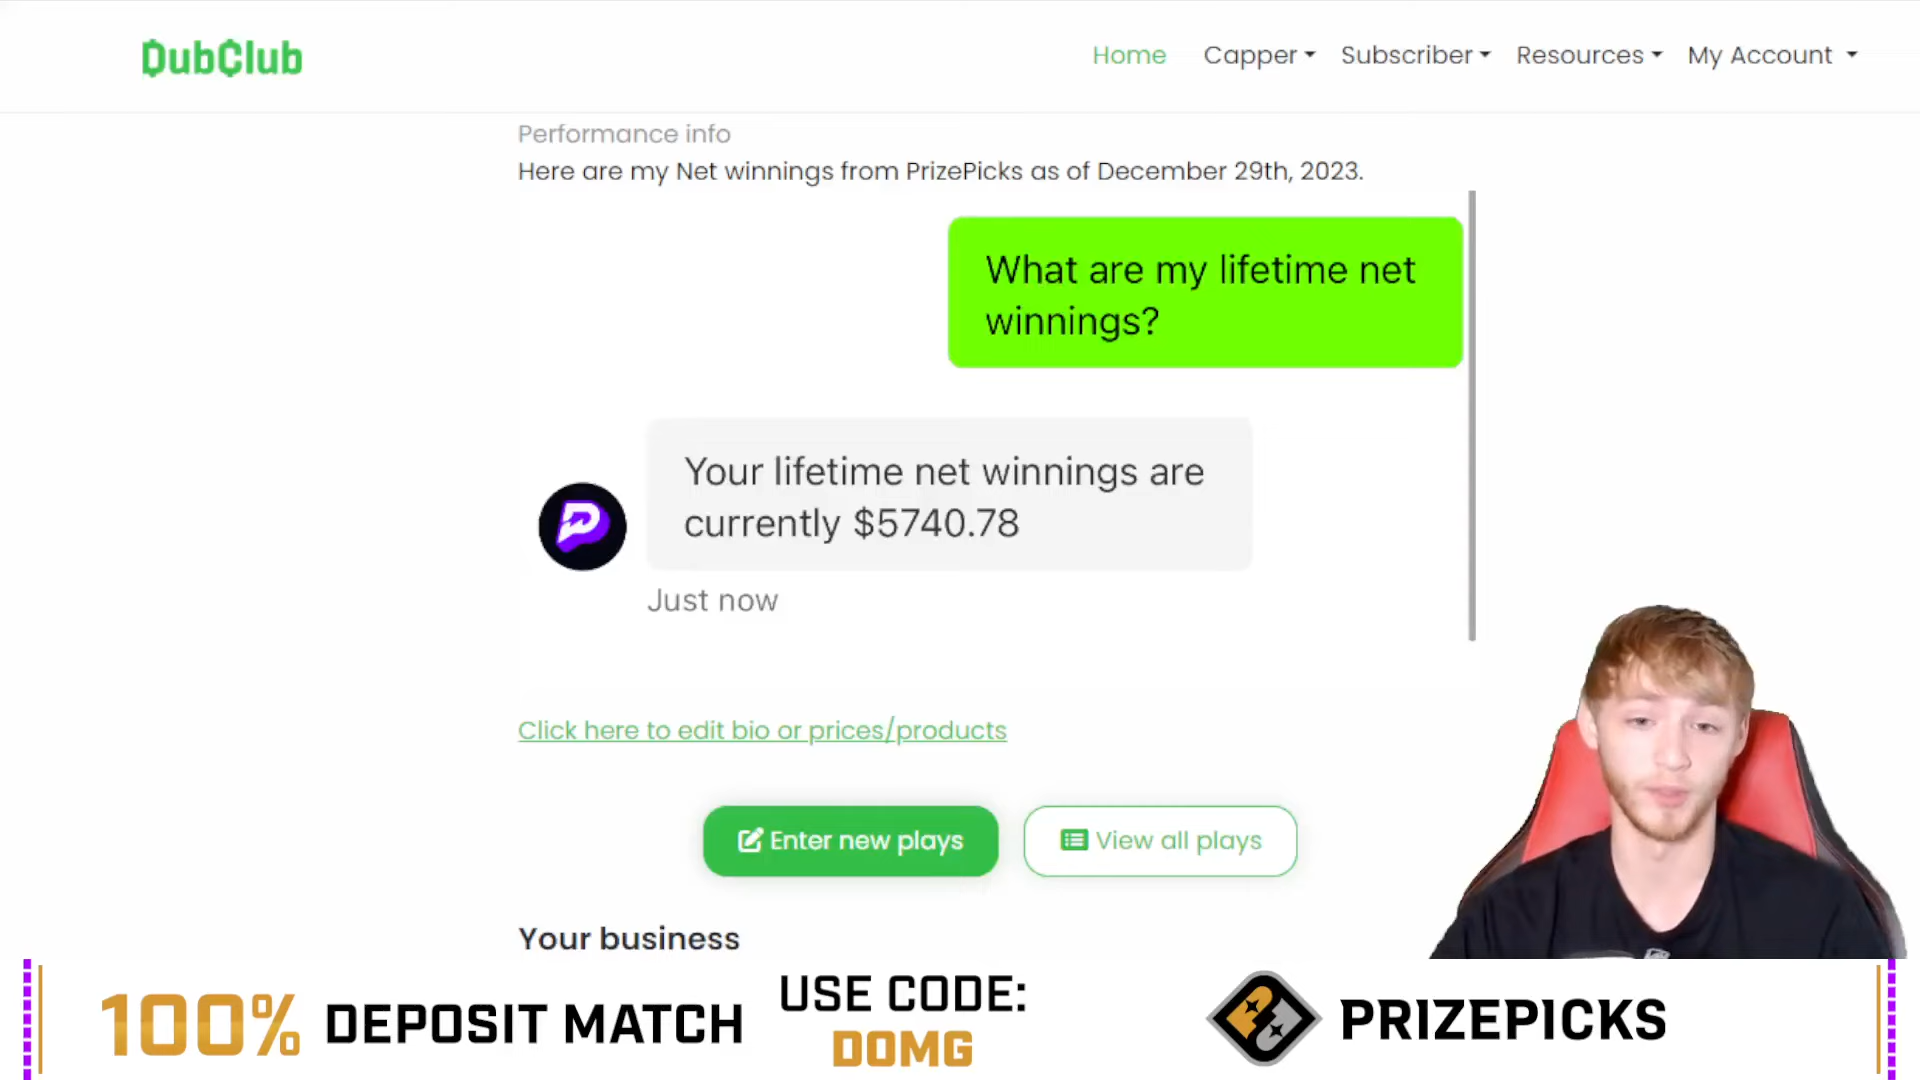 DubClub
Home Capper Subscriber Resources My Account
Performance info
Here are my Net winnings from PrizePicks as of December 29th, 2023.
What are my lifetime net
winnings?
Your lifetime net winnings are
currently $5740.78
Just now
Click here to edit bio or prices/products
Enter new plays
View all plays
Your business
100% DEPOSIT MATCH
USE CODE:
DOMG
PRIZEPICKS